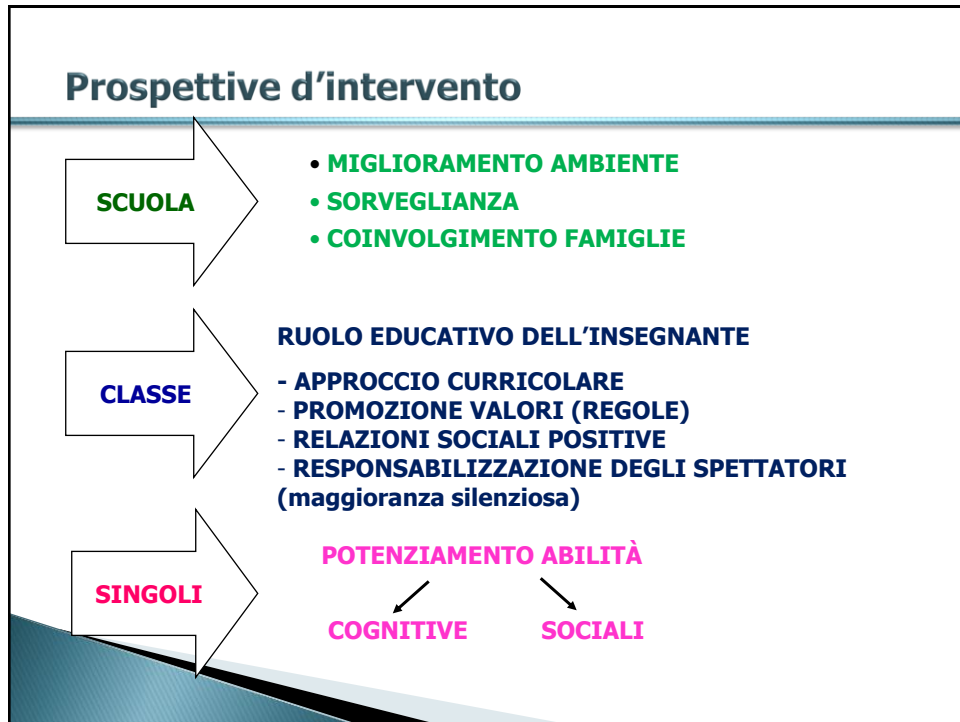 Prospettive d’intervento
SCUOLA
• MIGLIORAMENTO AMBIENTE
• SORVEGLIANZA
• COINVOLGIMENTO FAMIGLIE
CLASSE
RUOLO EDUCATIVO DELL’INSEGNANTE
- APPROCCIO CURRICOLARE
- PROMOZIONE VALORI (REGOLE)
- RELAZIONI SOCIALI POSITIVE
- RESPONSABILIZZAZIONE DEGLI SPETTATORI
(maggioranza silenziosa)
SINGOLI
POTENZIAMENTO ABILITÀ
COGNITIVE SOCIALI